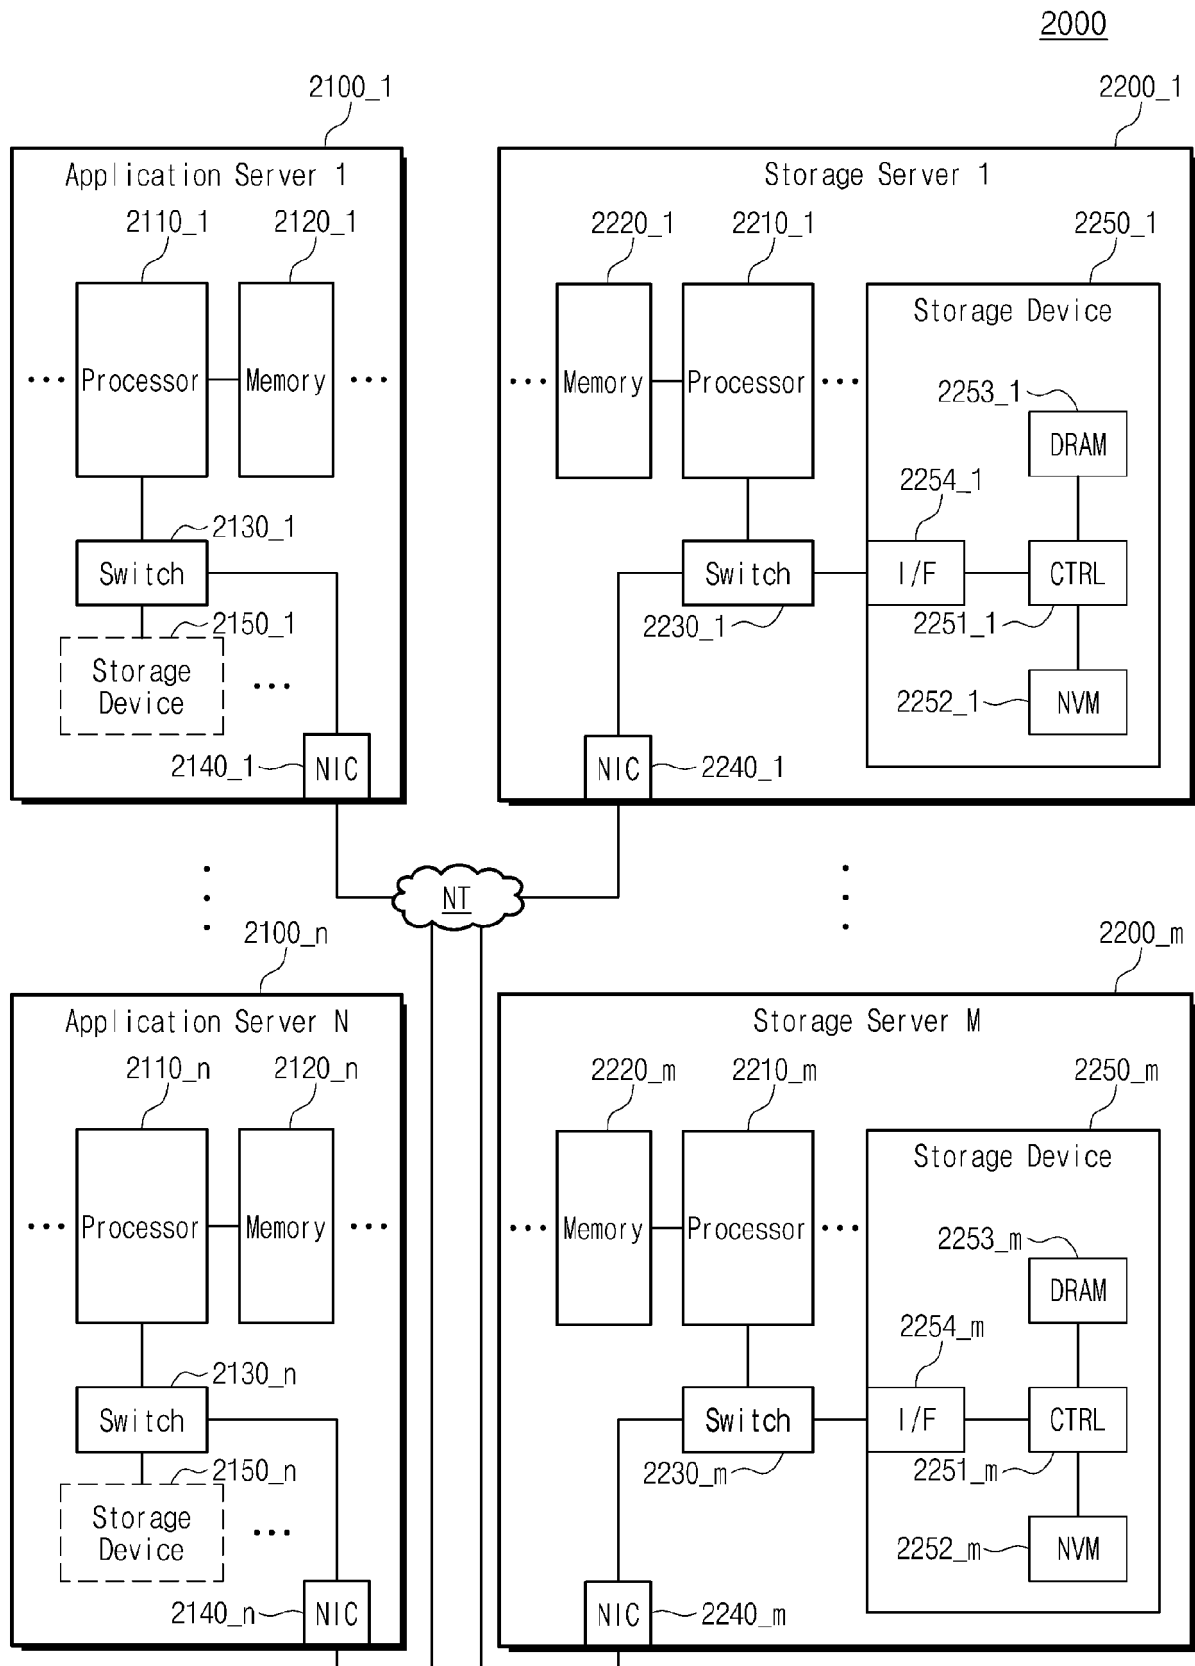 2000
2100_1
2200_1
Application Server 1
Storage Server 1
2110_1
2120_1
2220_1
2210_1
2250_1
Storage Device
... Processor Memory ...
... Memory Processor ...
2253_1
DRAM
2254_1
2130_1
Switch
Switch
I/F
CTRL
2150_1
2230_1
2251_1
Storage
Device
...
2252_1
NVM
2140_1
NIC
NIC
2240_1
NT
2100_n
2200_m
Application Server N
Storage Server M
2110_n
2120_n
2220_m
2210_m
2250_m
Storage Device
... Processor Memory ...
... Memory Processor ...
2253_m
DRAM
2254_m
2130_n
Switch
Switch
I/F
CTRL
2150_n
2230_m
2251_m
Storage
Device
...
2252_m
NVM
2140_n
NIC
NIC
2240_m